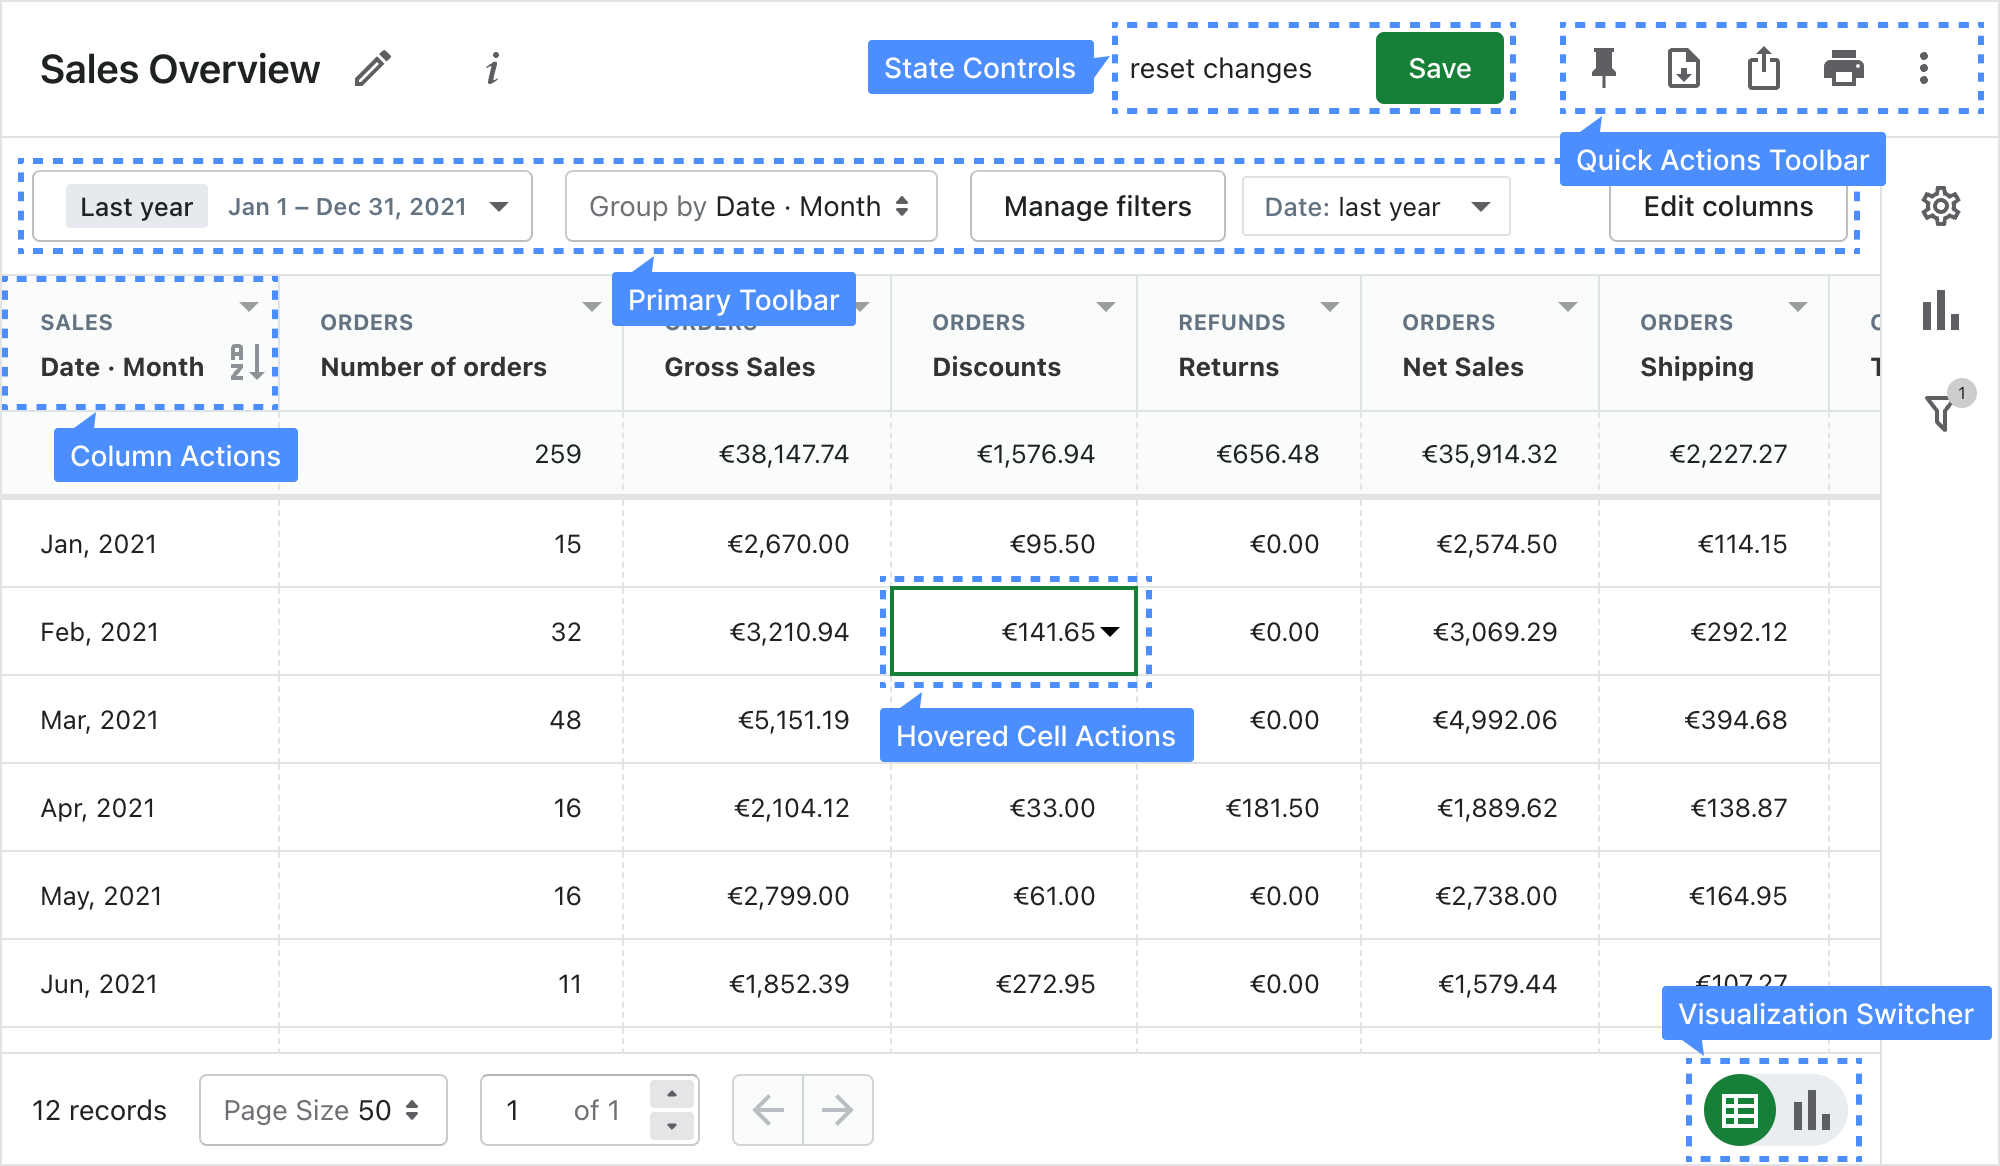 Sales Overview
i
State Controls
reset changes
Save
Quick Actions Toolbar
Last year
Jan 1 – Dec 31, 2021
Group by Date · Month
Manage filters
Date: last year
Edit columns
Primary Toolbar
SALES
Date · Month
A
Z
ORDERS
Number of orders
ORDERS
Gross Sales
ORDERS
Discounts
REFUNDS
Returns
ORDERS
Net Sales
ORDERS
Shipping
1
Column Actions
259 €38,147.74 €1,576.94 €656.48 €35,914.32 €2,227.27
Jan, 2021 15 €2,670.00 €95.50 €0.00 €2,574.50 €114.15
Feb, 2021 32 €3,210.94 €141.65 €0.00 €3,069.29 €292.12
Mar, 2021 48 €5,151.19 €0.00 €4,992.06 €394.68
Hovered Cell Actions
Apr, 2021 16 €2,104.12 €33.00 €181.50 €1,889.62 €138.87
May, 2021 16 €2,799.00 €61.00 €0.00 €2,738.00 €164.95
Jun, 2021 11 €1,852.39 €272.95 €0.00 €1,579.44 €107.27
Visualization Switcher
12 records
Page Size 50
1 of 1